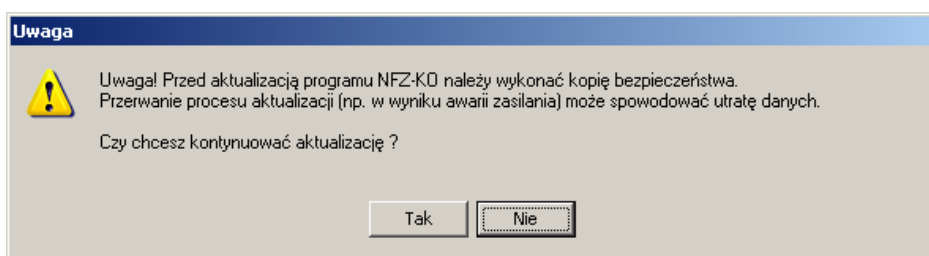 Uwaga
Uwaga! Przed aktualizacją programu NFZ-KO należy wykonać kopię bezpieczeństwa.
Przerwanie procesu aktualizacji (np. w wyniku awarii zasilania) może spowodować utratę danych.
Czy chcesz kontynuować aktualizację ?
Tak Nie